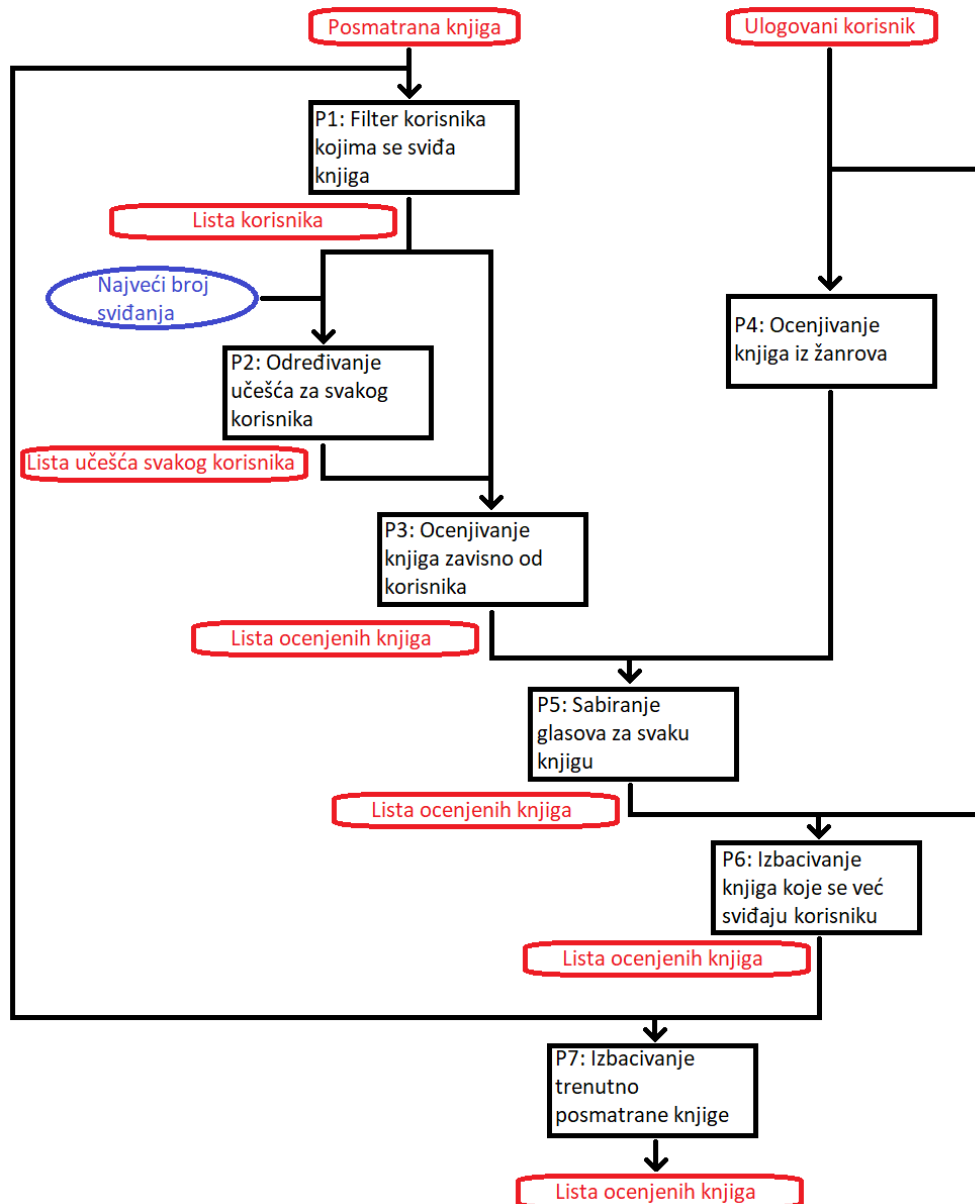 Posmatrana knjiga
Ulogovani korisnik
P1: Filter korisnika
kojima se sviđa
knjiga
Lista korisnika
Najveći broj
sviđanja
P4: Ocenjivanje
knjiga iz žanrova
P2: Određivanje
učešća za svakog
korisnika
Lista učešća svakog korisnika
P3: Ocenjivanje
knjiga zavisno od
korisnika
Lista ocenjenih knjiga
P5: Sabiranje
glasova za svaku
knjigu
Lista ocenjenih knjiga
P6: Izbacivanje
knjiga koje se već
sviđaju korisniku
Lista ocenjenih knjiga
P7: Izbacivanje
trenutno
posmatrane knjige
Lista ocenjenih knjiga